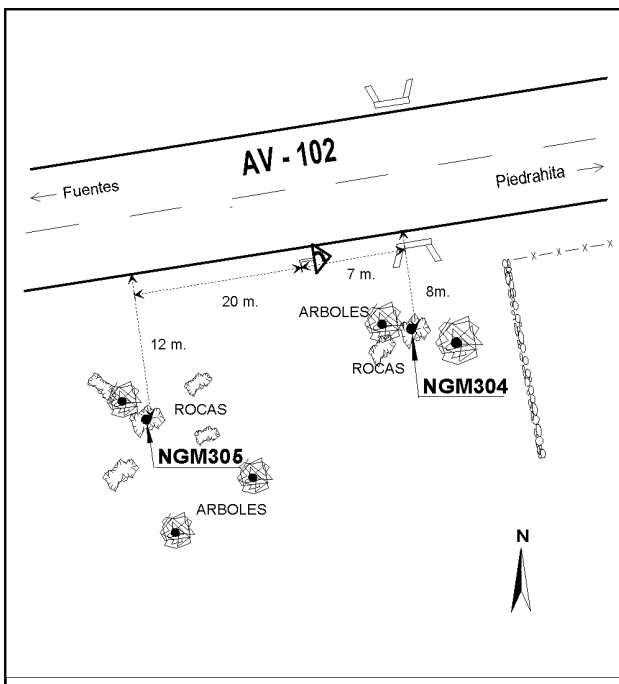 AV - 102
Fuentes
Piedrahita
7 m.
20 m.
8m.
ARBOLES
12 m.
ROCAS
NGM304
ROCAS
NGM305
ARBOLES
N